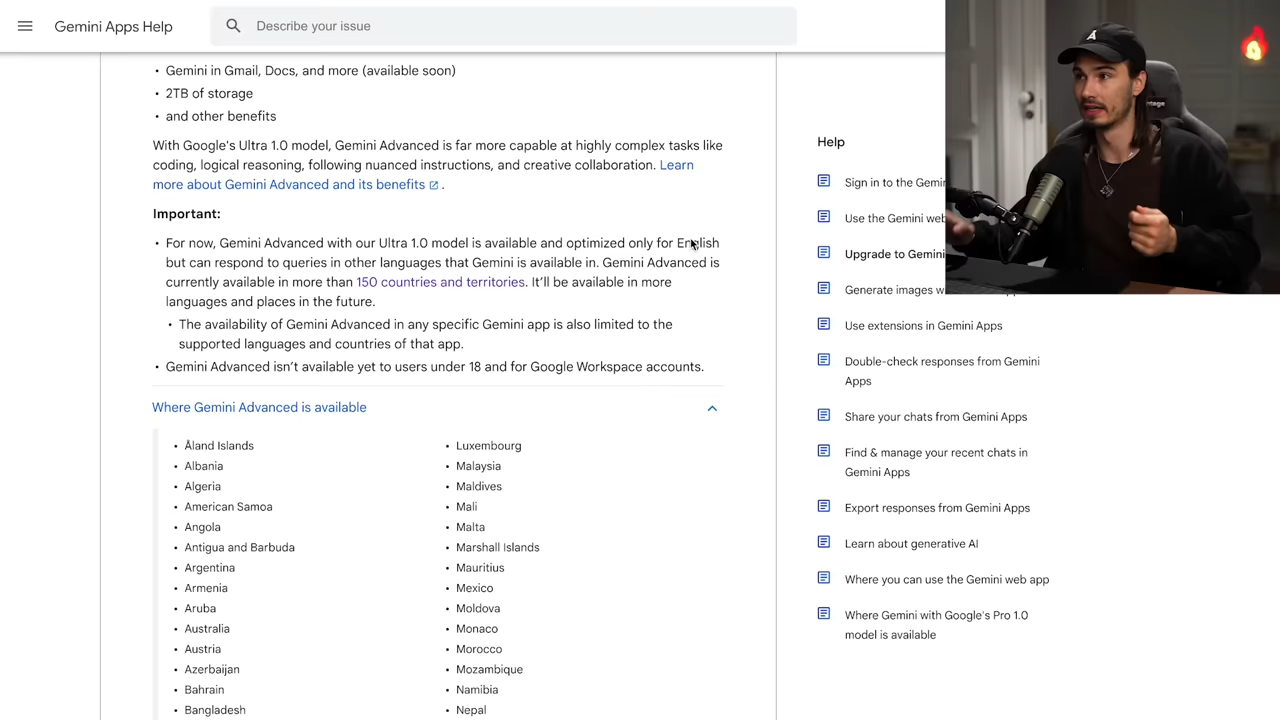 Gemini Apps Help
Describe your issue
• Gemini in Gmail, Docs, and more (available soon)
• 2TB of storage
• and other benefits
With Google's Ultra 1.0 model, Gemini Advanced is far more capable at highly complex tasks like
coding, logical reasoning, following nuanced instructions, and creative collaboration. Learn
more about Gemini Advanced and its benefits .
Important:
• For now, Gemini Advanced with our Ultra 1.0 model is available and optimized only for English
but can respond to queries in other languages that Gemini is available in. Gemini Advanced is
currently available in more than 150 countries and territories. It’ll be available in more
languages and places in the future.
• The availability of Gemini Advanced in any specific Gemini app is also limited to the
supported languages and countries of that app.
• Gemini Advanced isn’t available yet to users under 18 and for Google Workspace accounts.
Where Gemini Advanced is available
• Åland Islands
• Albania
• Algeria
• American Samoa
• Angola
• Antigua and Barbuda
• Argentina
• Armenia
• Aruba
• Australia
• Austria
• Azerbaijan
• Bahrain
• Bangladesh
• Luxembourg
• Malaysia
• Maldives
• Mali
• Malta
• Marshall Islands
• Mauritius
• Mexico
• Moldova
• Monaco
• Morocco
• Mozambique
• Namibia
• Nepal
Help
Sign in to the
Use the Gemini
Upgrade to Gemini
Generate images
Use extensions in Gemini Apps
Double-check responses from Gemini
Apps
Share your chats from Gemini Apps
Find & manage your recent chats in
Gemini Apps
Export responses from Gemini Apps
Learn about generative AI
Where you can use the Gemini web app
Where Gemini with Google's Pro 1.0
model is available